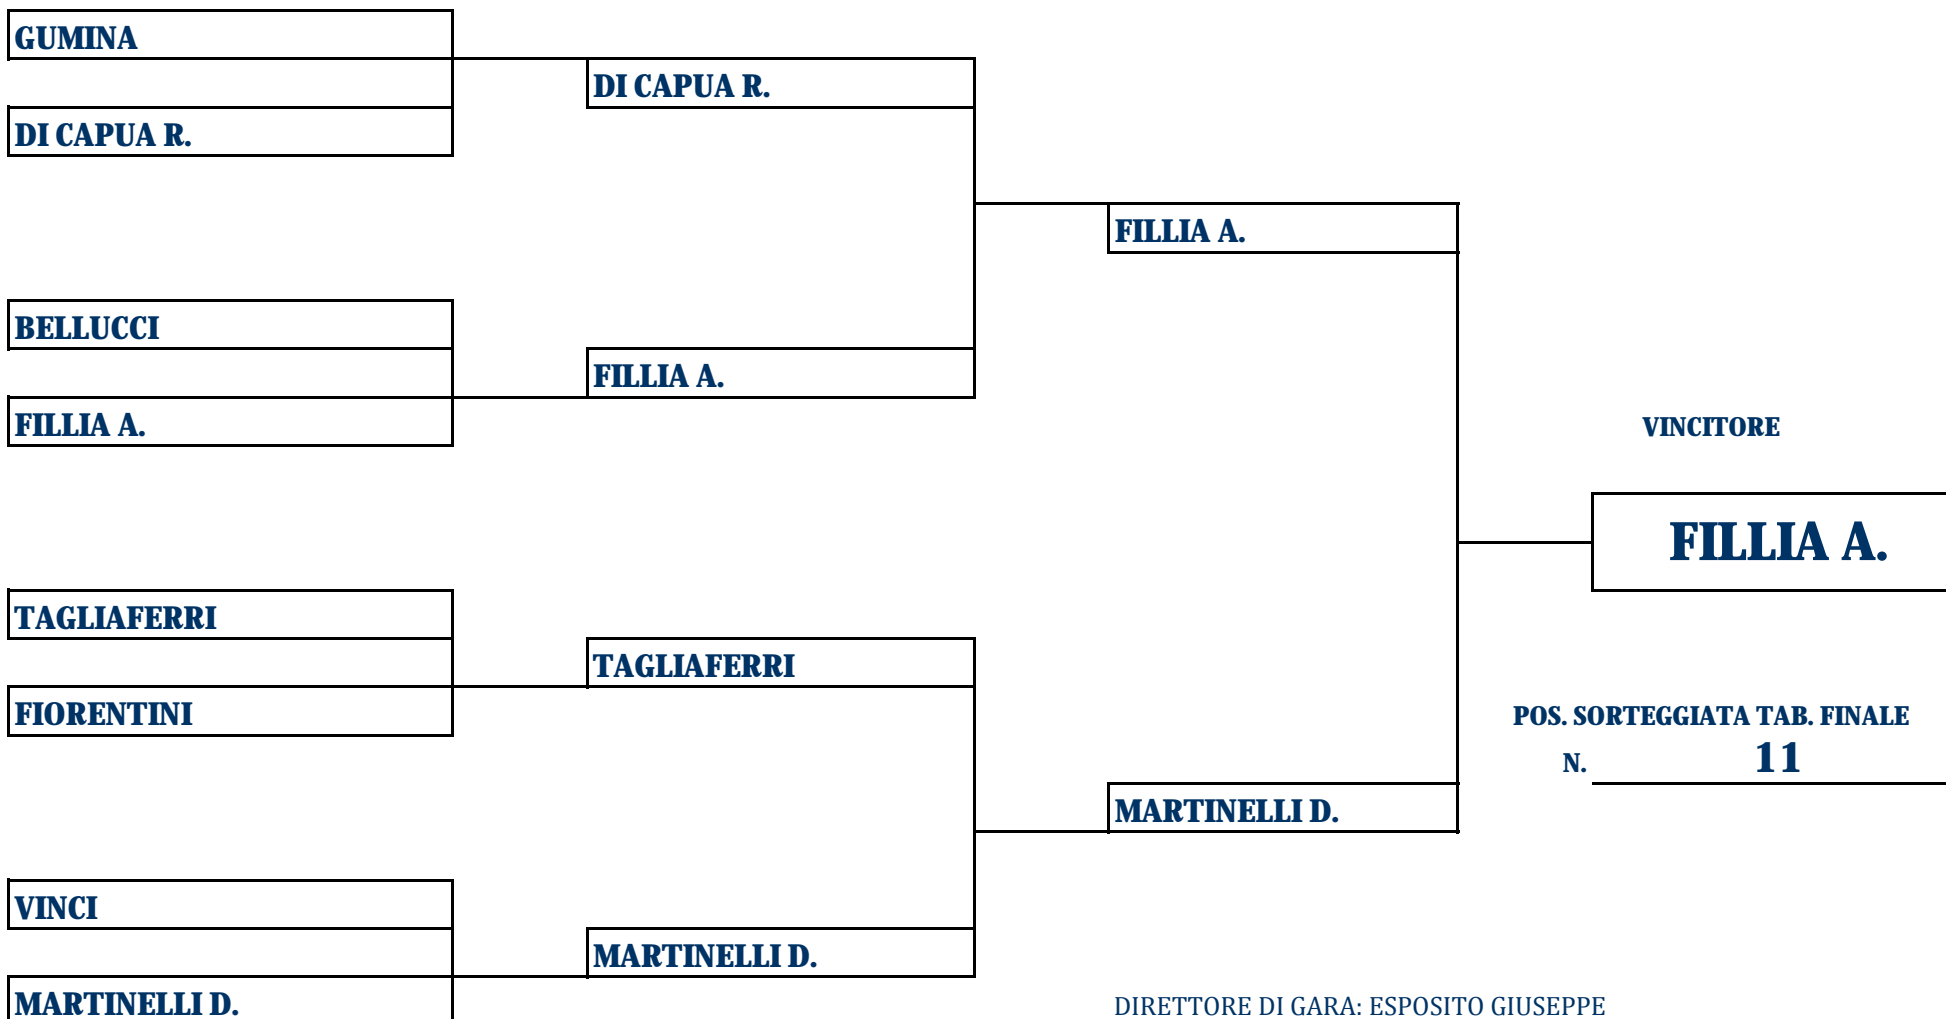 GUMINA
DI CAPUA R.
DI CAPUA R.
FILLIA A.
BELLUCCI
FILLIA A.
FILLIA A.
VINCITORE
FILLIA A.
TAGLIAFERRI
TAGLIAFERRI
FIORENTINI
POS. SORTEGGIATA TAB. FINALE
N. 11
MARTINELLI D.
VINCI
MARTINELLI D.
MARTINELLI D.
DIRETTORE DI GARA: ESPOSITO GIUSEPPE